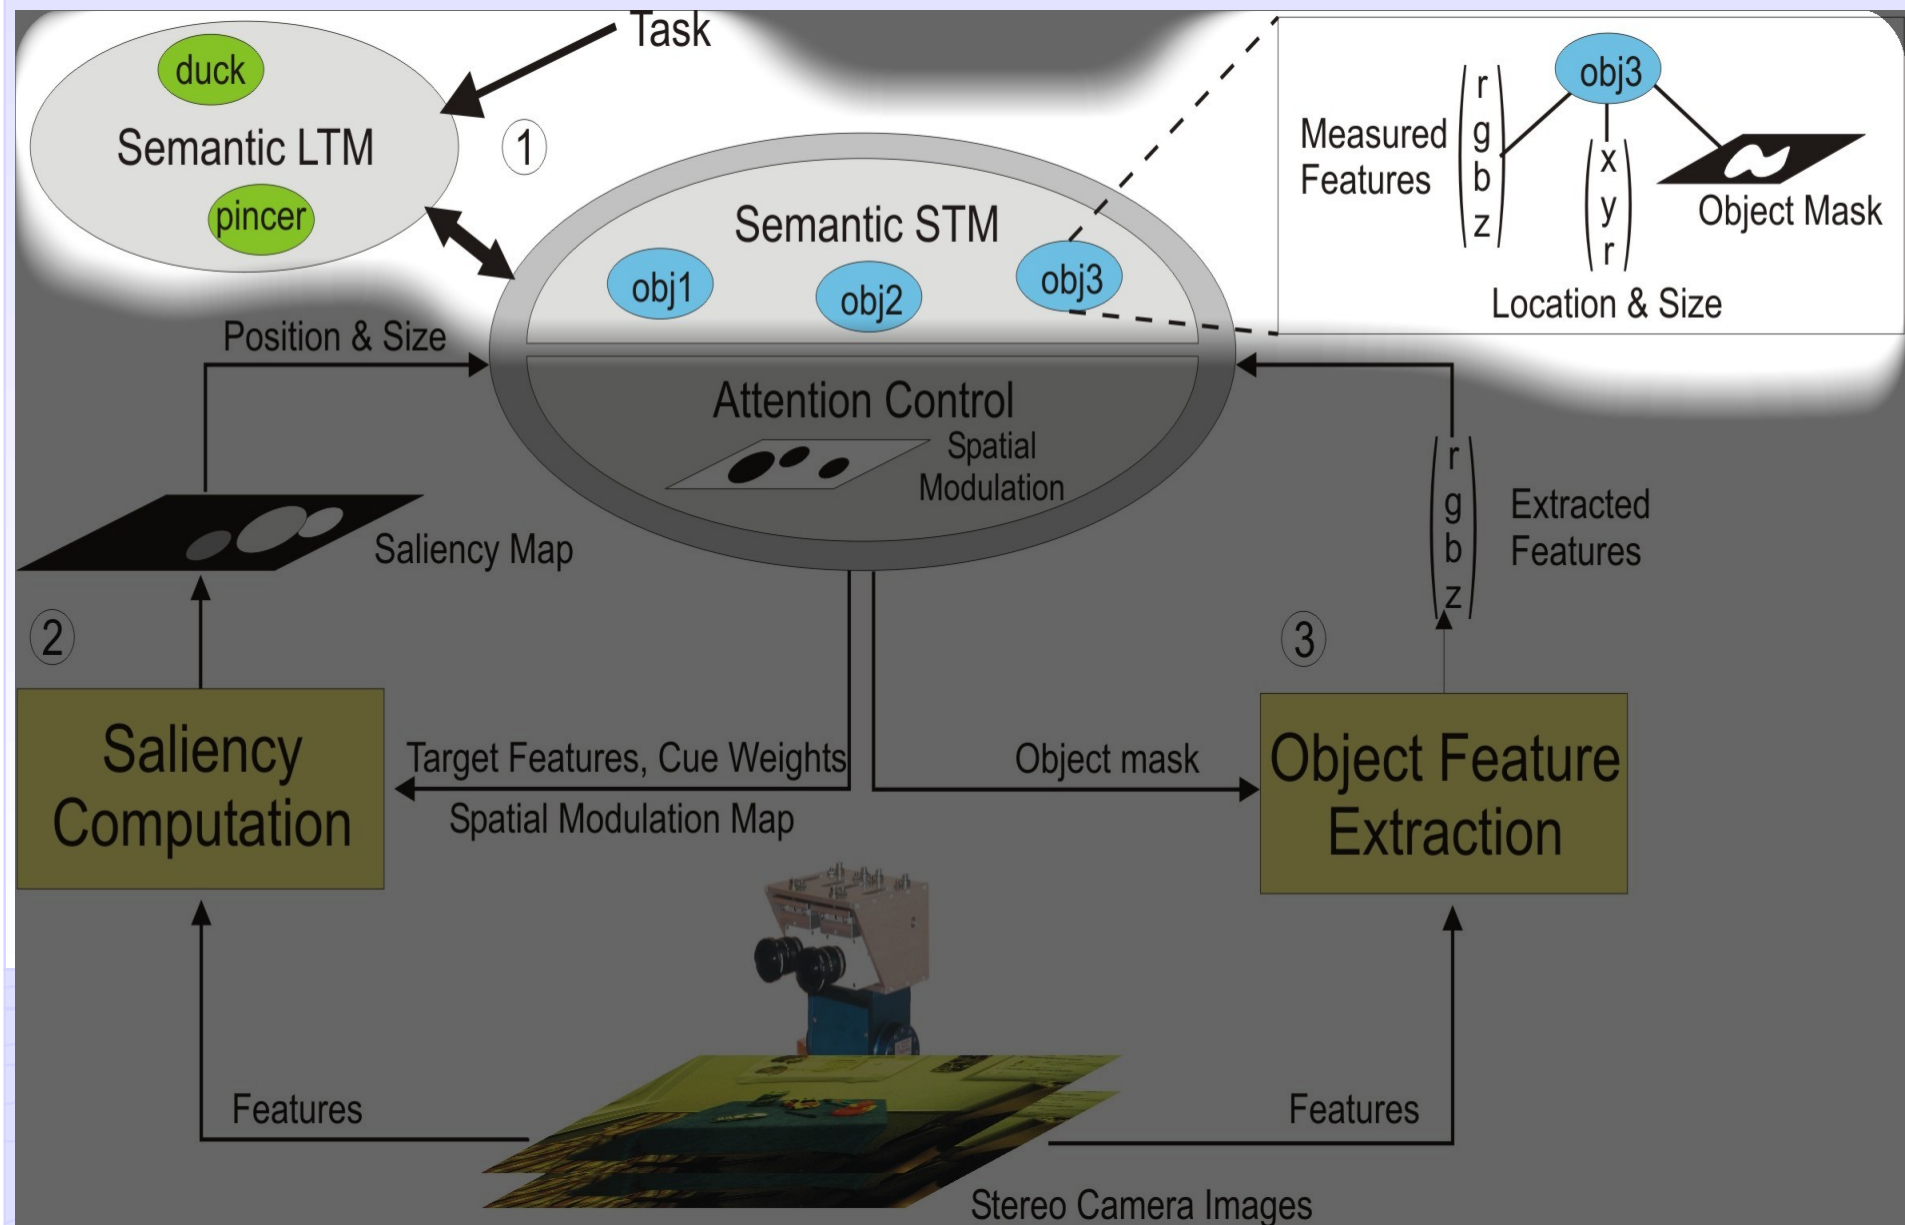 Task
duck
Semantic LTM
pincer
1
Semantic STM
obj1
obj2
obj3
obj3
Measured
Features
r
g
b
z
x
y
r
Object Mask
Location & Size
Position & Size
Attention Control
Spatial
Modulation
Saliency Map
r
g
b
z
Extracted
Features
2
3
Saliency
Computation
Target Features, Cue Weights
Spatial Modulation Map
Object mask
Object Feature
Extraction
Features
Features
Stereo Camera Images